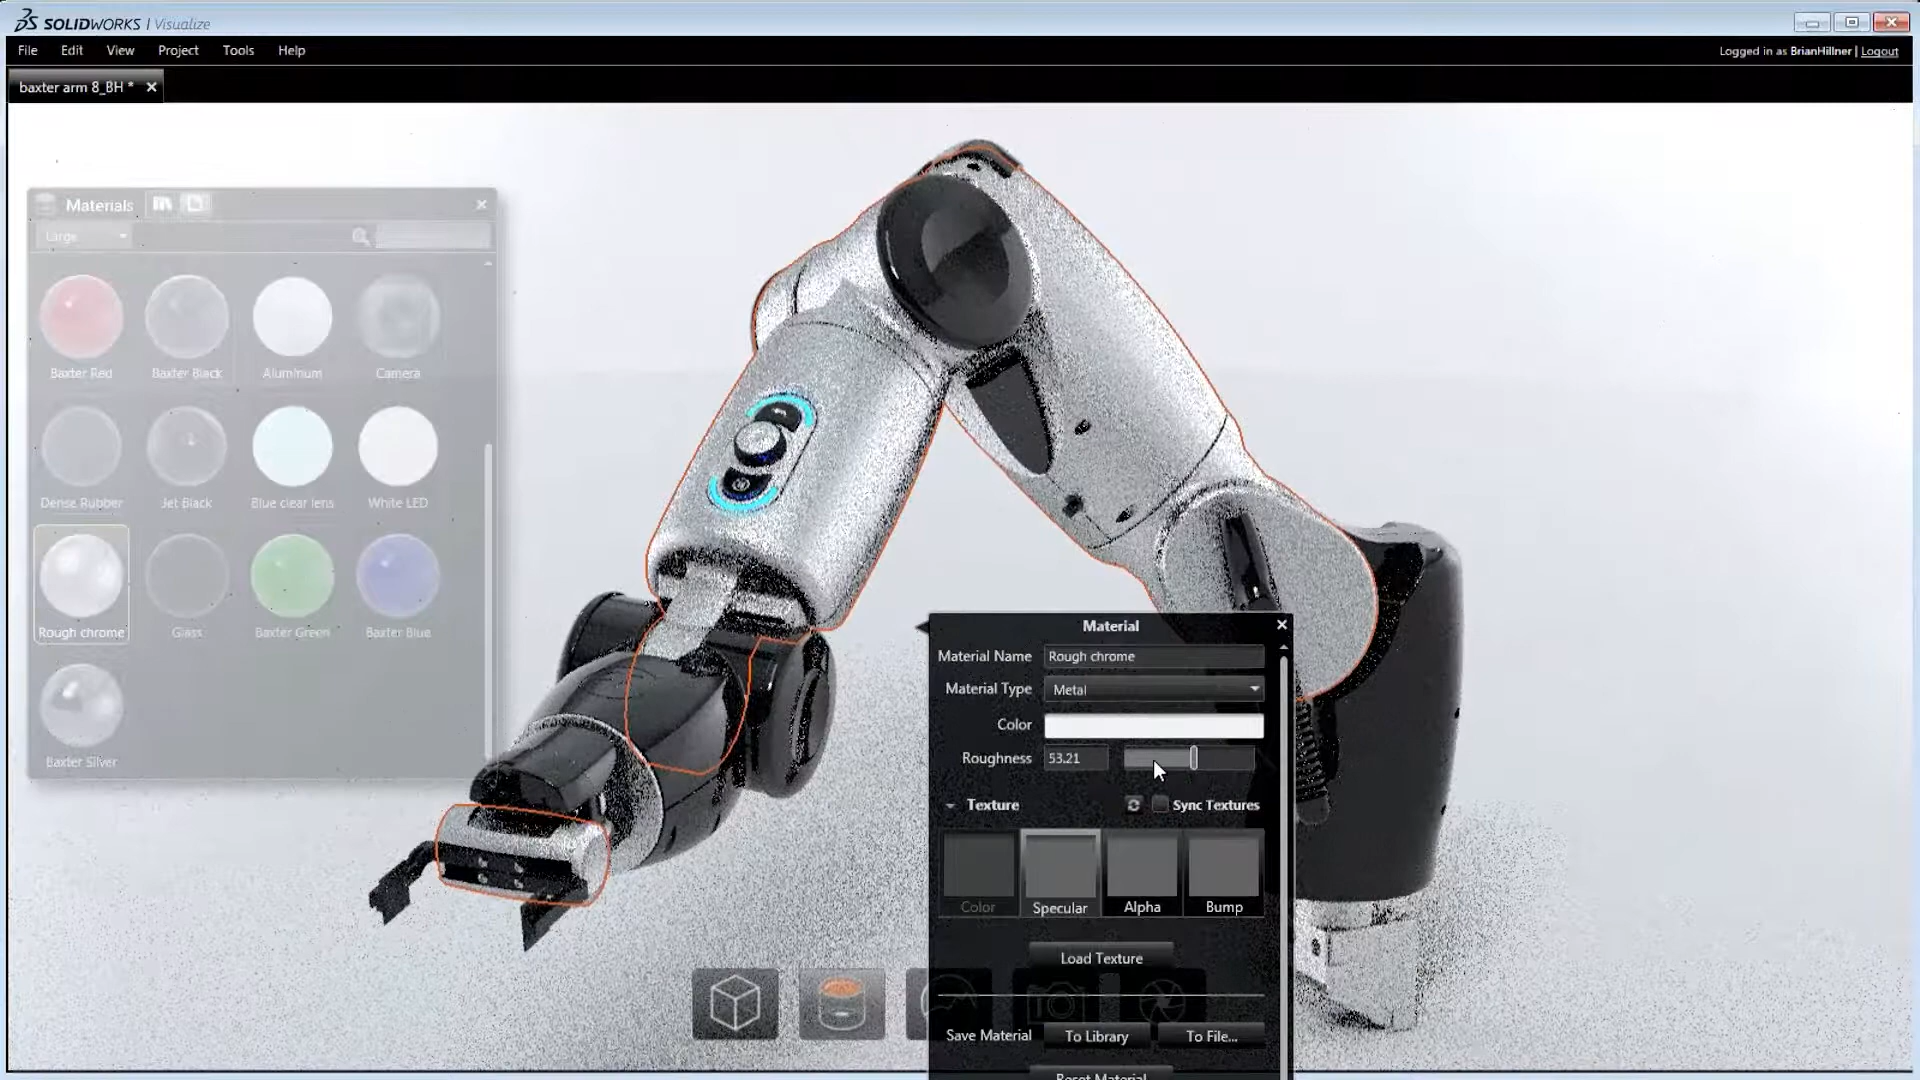 SOLIDWORKS | Visualize
File Edit View Project Tools Help
Logged in as BrianHillner | Logout
baxter arm 8_BH *
Materials
Large
Baxter Red Baxter Black Aluminum Camera
Dense Rubber Jet Black Blue clear lens White LED
Rough chrome Glass Baxter Green Baxter Blue
Baxter Silver
Material
Material Name Rough chrome
Material Type Metal
Color
Roughness 53.21
Texture Sync Textures
Color Specular Alpha Bump
Load Texture
Save Material To Library To File...
Reset Material